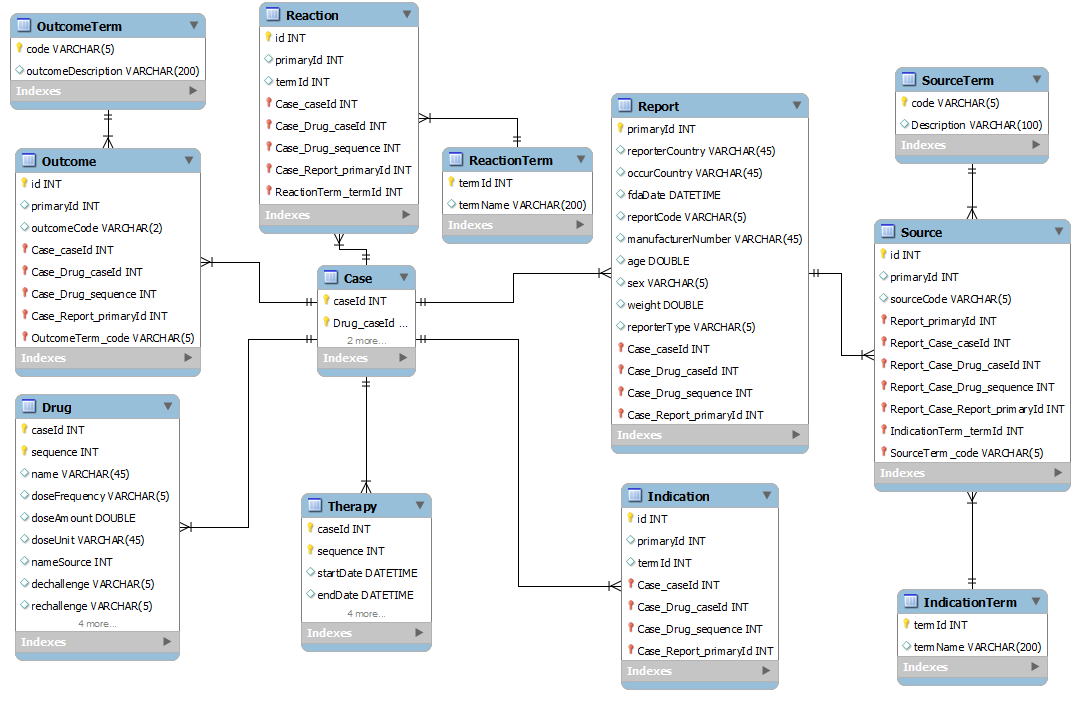 OutcomeTerm
code VARCHAR(5)
outcomeDescription VARCHAR(200)
Indexes
Outcome
id INT
primaryId INT
outcomeCode VARCHAR(2)
Case_caseId INT
Case_Drug_caseId INT
Case_Drug_sequence INT
Case_Report_primaryId INT
OutcomeTerm_code VARCHAR(5)
Indexes
Drug
caseId INT
sequence INT
name VARCHAR(45)
doseFrequency VARCHAR(5)
doseAmount DOUBLE
doseUnit VARCHAR(45)
nameSource INT
dechallenge VARCHAR(5)
rechallenge VARCHAR(5)
4 more...
Indexes
Reaction
id INT
primaryId INT
termId INT
Case_caseId INT
Case_Drug_caseId INT
Case_Drug_sequence INT
Case_Report_primaryId INT
ReactionTerm_termId INT
Indexes
Case
caseId INT
Drug_caseId ...
2 more...
Indexes
Therapy
caseId INT
sequence INT
startDate DATETIME
endDate DATETIME
4 more...
Indexes
ReactionTerm
termId INT
termName VARCHAR(200)
Indexes
Report
primaryId INT
reporterCountry VARCHAR(45)
occurCountry VARCHAR(45)
fdaDate DATETIME
reportCode VARCHAR(5)
manufacturerNumber VARCHAR(45)
age DOUBLE
sex VARCHAR(5)
weight DOUBLE
reporterType VARCHAR(5)
Case_caseId INT
Case_Drug_caseId INT
Case_Drug_sequence INT
Case_Report_primaryId INT
Indexes
Indication
id INT
primaryId INT
termId INT
Case_caseId INT
Case_Drug_caseId INT
Case_Drug_sequence INT
Case_Report_primaryId INT
Indexes
SourceTerm
code VARCHAR(5)
Description VARCHAR(100)
Indexes
Source
id INT
primaryId INT
sourceCode VARCHAR(5)
Report_primaryId INT
Report_Case_caseId INT
Report_Case_Drug_caseId INT
Report_Case_Drug_sequence INT
Report_Case_Report_primaryId INT
IndicationTerm_termId INT
SourceTerm_code VARCHAR(5)
Indexes
IndicationTerm
termId INT
termName VARCHAR(200)
Indexes